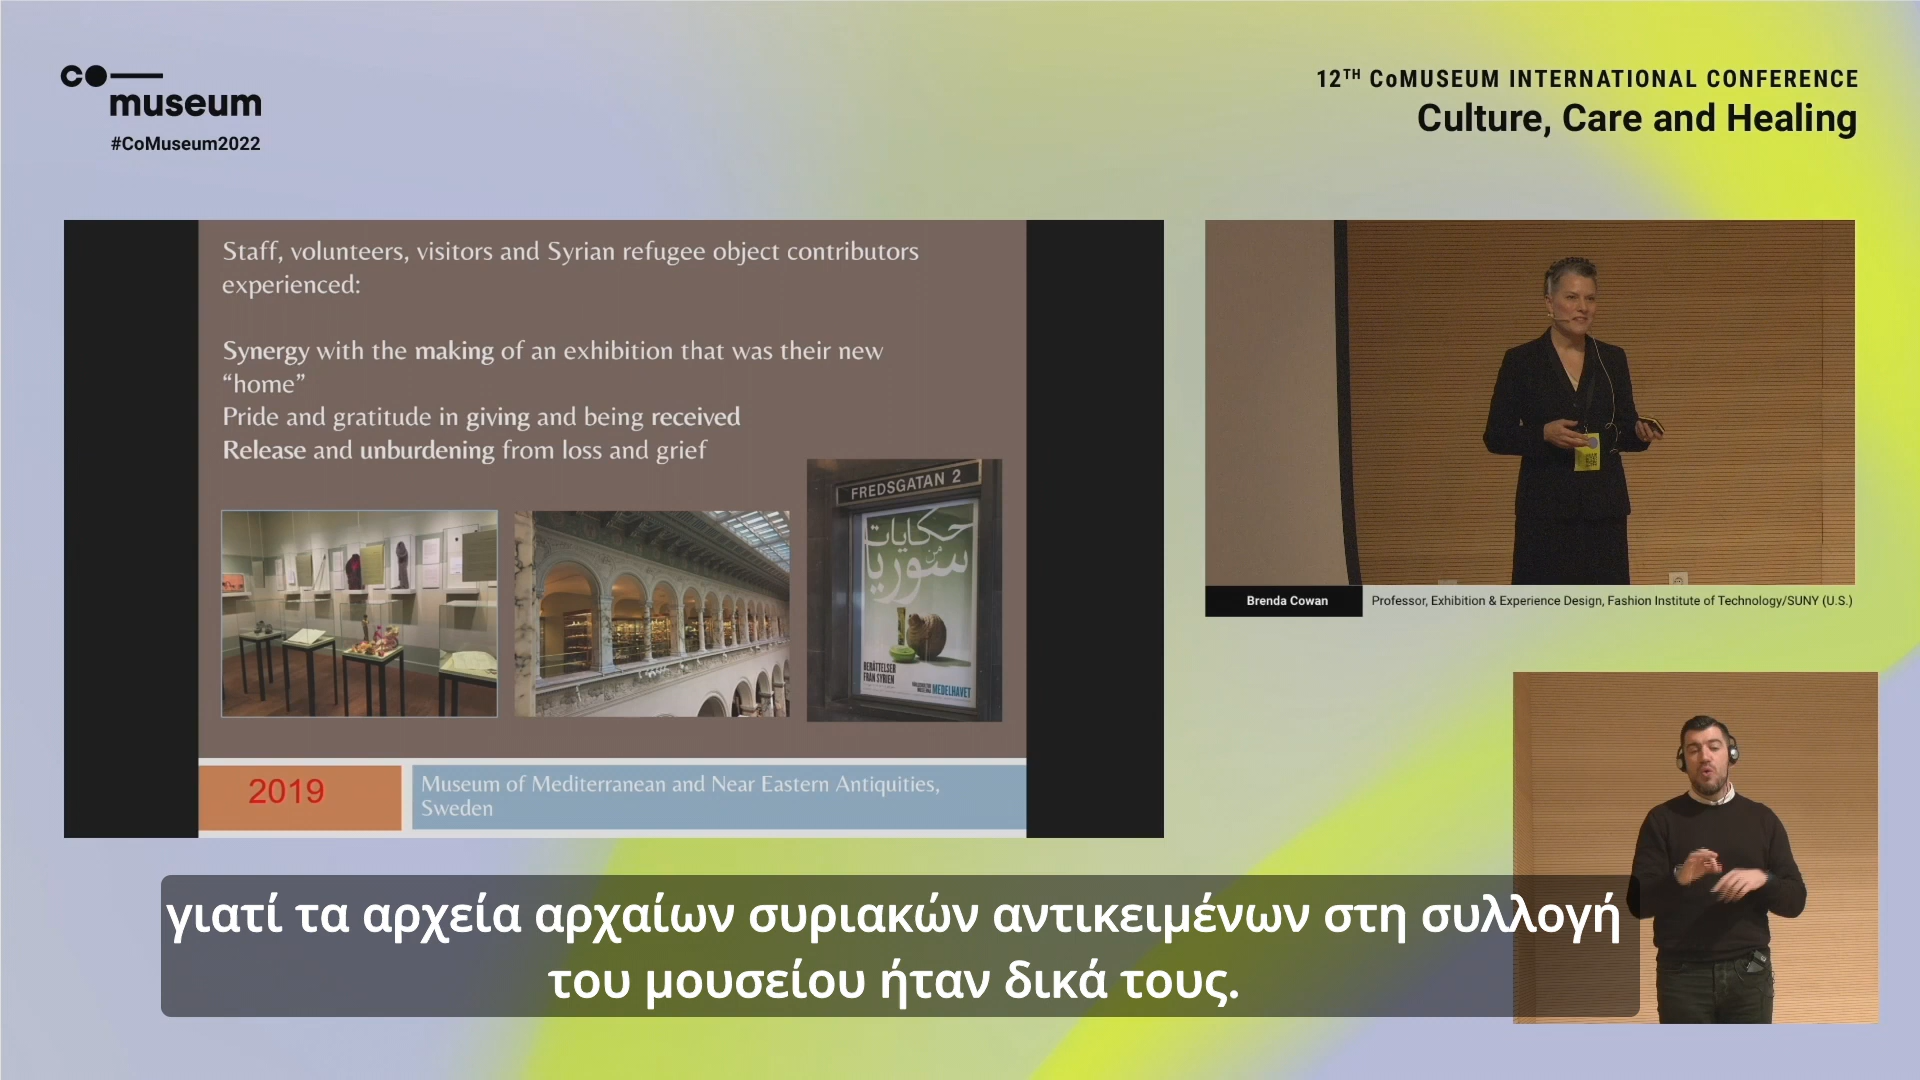 co
museum
#CoMuseum2022
12TH CoMUSEUM INTERNATIONAL CONFERENCE
Culture, Care and Healing
Staff, volunteers, visitors and Syrian refugee object contributors
experienced:
Synergy with the making of an exhibition that was their new
“home”
Pride and gratitude in giving and being received
Release and unburdening from loss and grief
FREDSGATAN 2
حكايات
من
سوريا
BERÄTTELSER
FRÅN SYRIEN
MEDELHAVET
2019
Museum of Mediterranean and Near Eastern Antiquities,
Sweden
Brenda Cowan
Professor, Exhibition & Experience Design, Fashion Institute of Technology/SUNY (U.S.)
γιατί τα αρχεία αρχαίων συριακών αντικειμένων στη συλλογή
του μουσείου ήταν δικά τους.